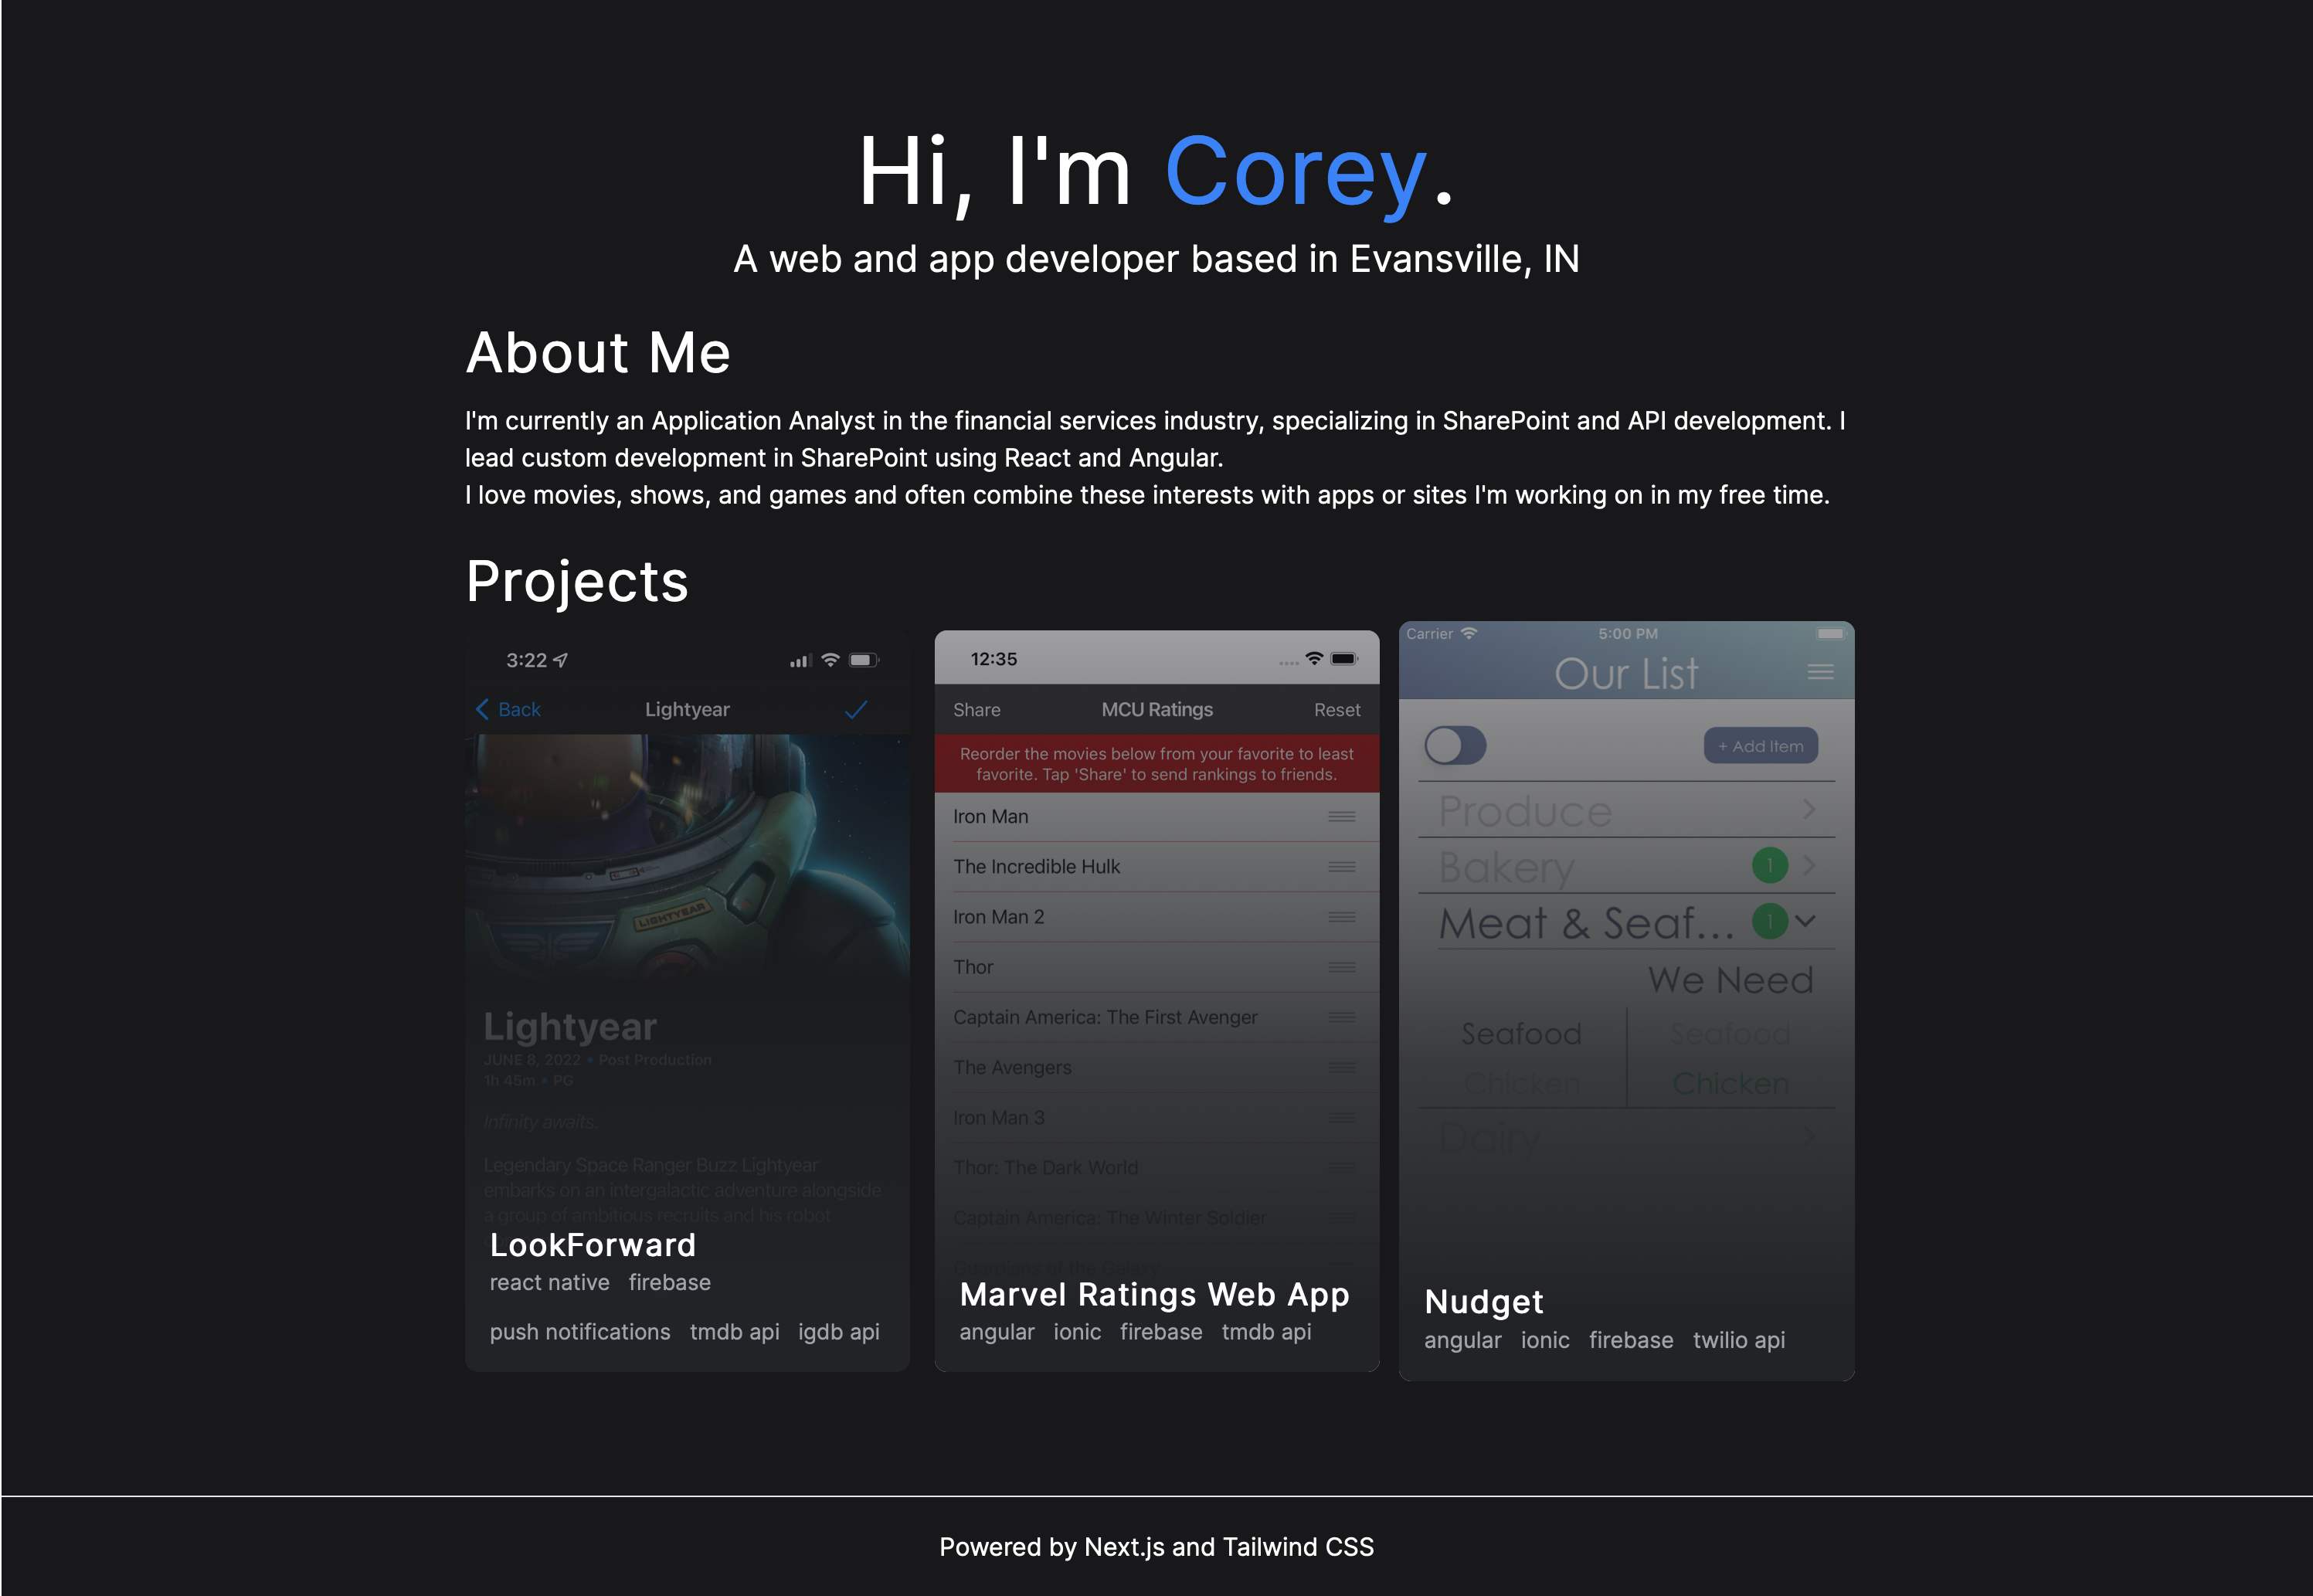 Hi, I'm Corey.
A web and app developer based in Evansville, IN
About Me
I'm currently an Application Analyst in the financial services industry, specializing in SharePoint and API development. I
lead custom development in SharePoint using React and Angular.
I love movies, shows, and games and often combine these interests with apps or sites I'm working on in my free time.
Projects
3:22
Back
Lightyear
LIGHTYEAR
Lightyear
JUNE 8, 2022 • Post Production
1h 45m • PG
Infinity awaits.
Legendary Space Ranger Buzz Lightyear
embarks on an intergalactic adventure alongside
a group of ambitious recruits and his robot
LookForward
react native firebase
push notifications tmdb api igdb api
12:35
Share MCU Ratings Reset
Reorder the movies below from your favorite to least
favorite. Tap 'Share' to send rankings to friends.
Iron Man
The Incredible Hulk
Iron Man 2
Thor
Captain America: The First Avenger
The Avengers
Iron Man 3
Thor: The Dark World
Captain America: The Winter Soldier
Guardians of the Galaxy
Marvel Ratings Web App
angular ionic firebase tmdb api
Carrier 5:00 PM
Our List
+ Add Item
Produce
Bakery 1
Meat & Seaf... 1
We Need
Seafood Seafood
Chicken Chicken
Dairy
Nudget
angular ionic firebase twilio api
Powered by Next.js and Tailwind CSS